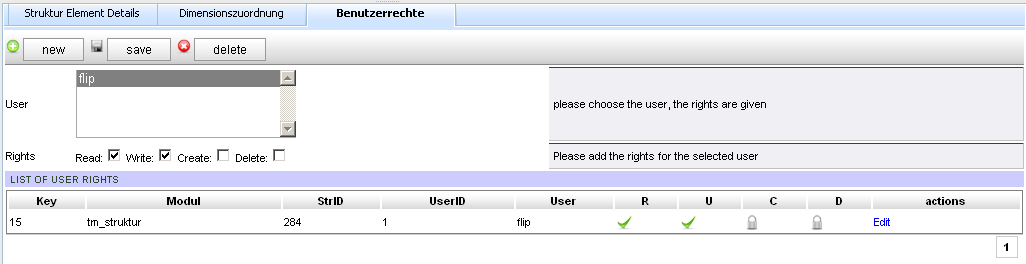 Struktur Element Details Dimensionszuordnung Benutzerrechte
new save delete
User flip please choose the user, the rights are given
Rights Read: Write: Create: Delete: Please add the rights for the selected user
LIST OF USER RIGHTS
Key Modul StrID UserID User R U C D actions
15 tm_struktur 284 1 flip Edit
1